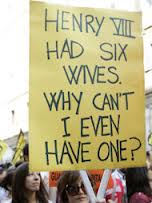 HENRY VIII
HAD SIX
WIVES.
WHY CAN'T
I EVEN
HAVE ONE?